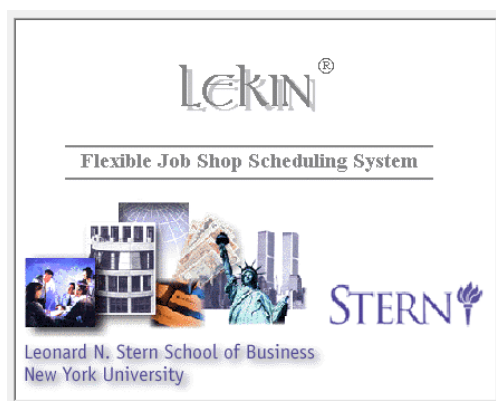 LEKIN®
Flexible Job Shop Scheduling System
STERN
Leonard N. Stern School of Business
New York University